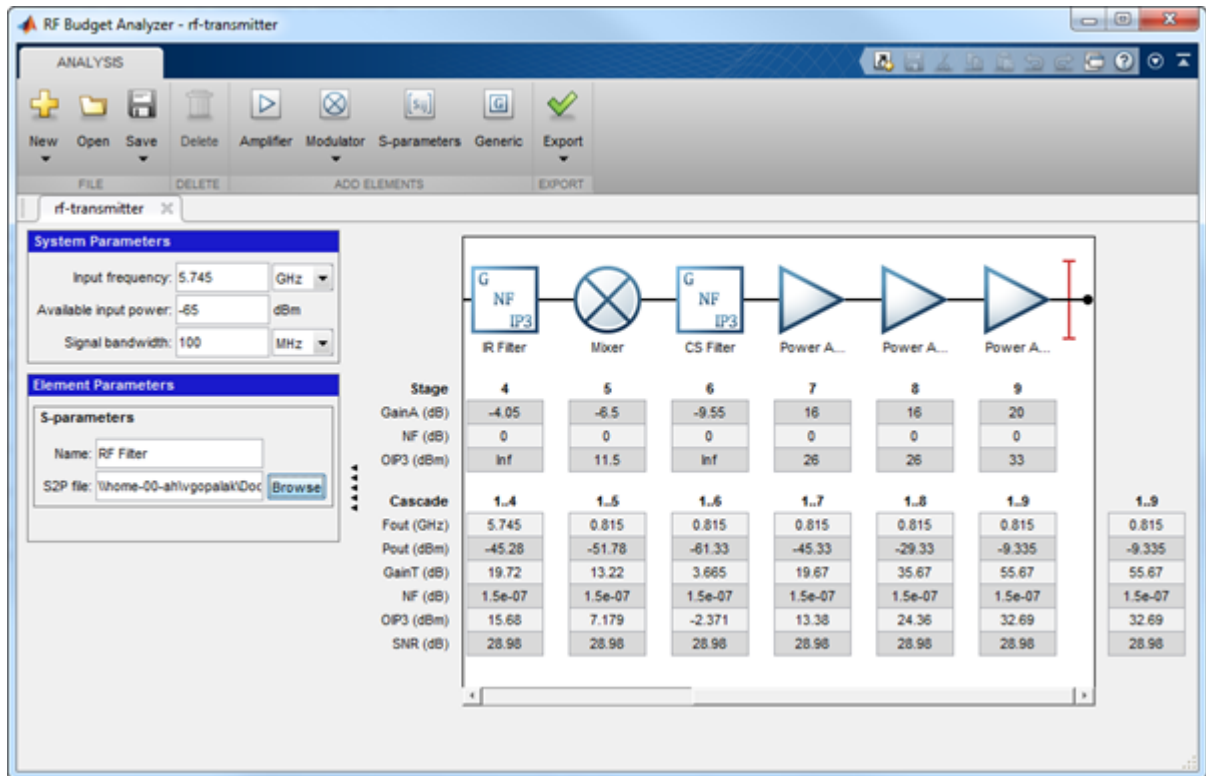 RF Budget Analyzer - rf-transmitter
ANALYSIS
New Open Save Delete Amplifier Modulator S-parameters Generic Export
FILE DELETE ADD ELEMENTS EXPORT
rf-transmitter
System Parameters
Input frequency: 5.745 GHz
Available input power: -65 dBm
Signal bandwidth: 100 MHz
Element Parameters
S-parameters
Name: RF Filter
S2P file: \\home-00-ah\vgopalak\Doc Browse
G NF IP3 G NF IP3
IR Filter Mixer CS Filter Power A... Power A... Power A...
Stage 4 5 6 7 8 9
GainA (dB) -4.05 -6.5 -9.55 16 16 20
NF (dB) 0 0 0 0 0 0
OIP3 (dBm) Inf 11.5 Inf 26 26 33
Cascade 1..4 1..5 1..6 1..7 1..8 1..9 1..9
Fout (GHz) 5.745 0.815 0.815 0.815 0.815 0.815 0.815
Pout (dBm) -45.28 -51.78 -61.33 -45.33 -29.33 -9.335 -9.335
GainT (dB) 19.72 13.22 3.665 19.67 35.67 55.67 55.67
NF (dB) 1.5e-07 1.5e-07 1.5e-07 1.5e-07 1.5e-07 1.5e-07 1.5e-07
OIP3 (dBm) 15.68 7.179 -2.371 13.38 24.36 32.69 32.69
SNR (dB) 28.98 28.98 28.98 28.98 28.98 28.98 28.98